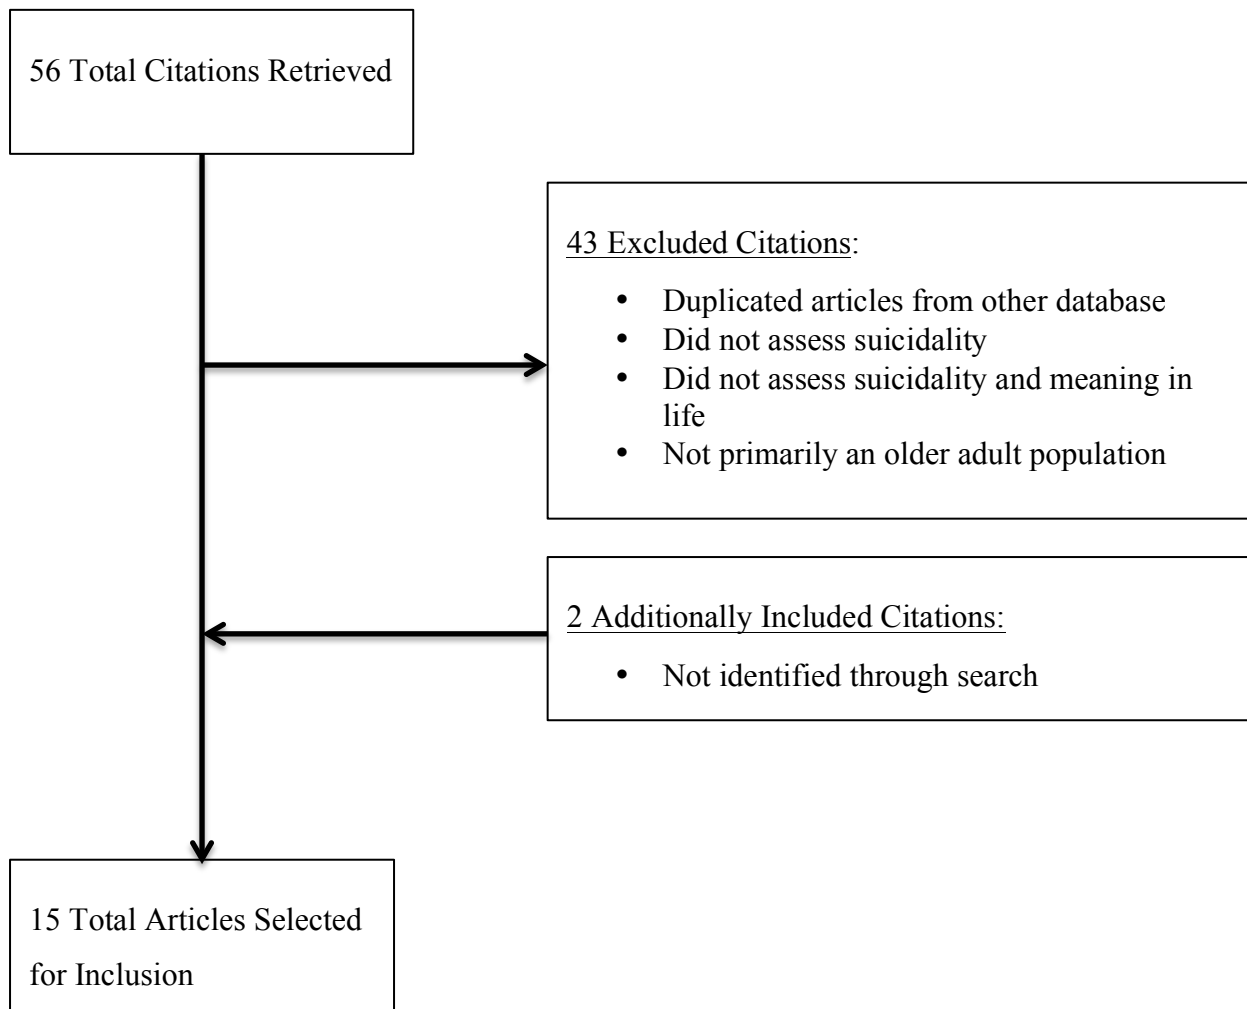 56 Total Citations Retrieved
43 Excluded Citations:
• Duplicated articles from other database
• Did not assess suicidality
• Did not assess suicidality and meaning in
life
• Not primarily an older adult population
2 Additionally Included Citations:
• Not identified through search
15 Total Articles Selected
for Inclusion